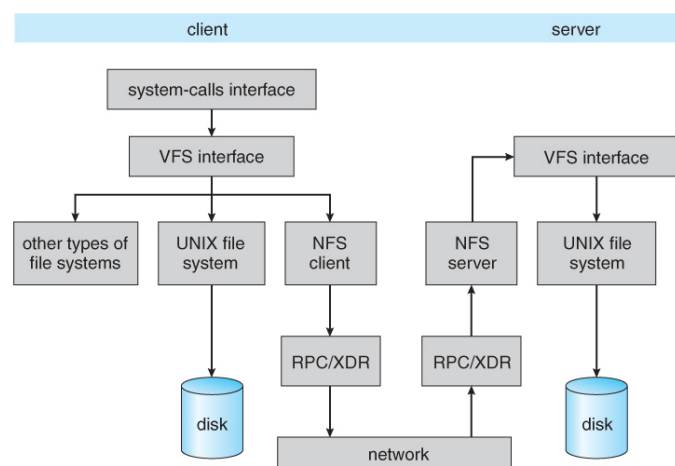 client
server
system-calls interface
VFS interface
VFS interface
other types of
file systems
UNIX file
system
NFS
client
NFS
server
UNIX file
system
RPC/XDR
RPC/XDR
disk
disk
network